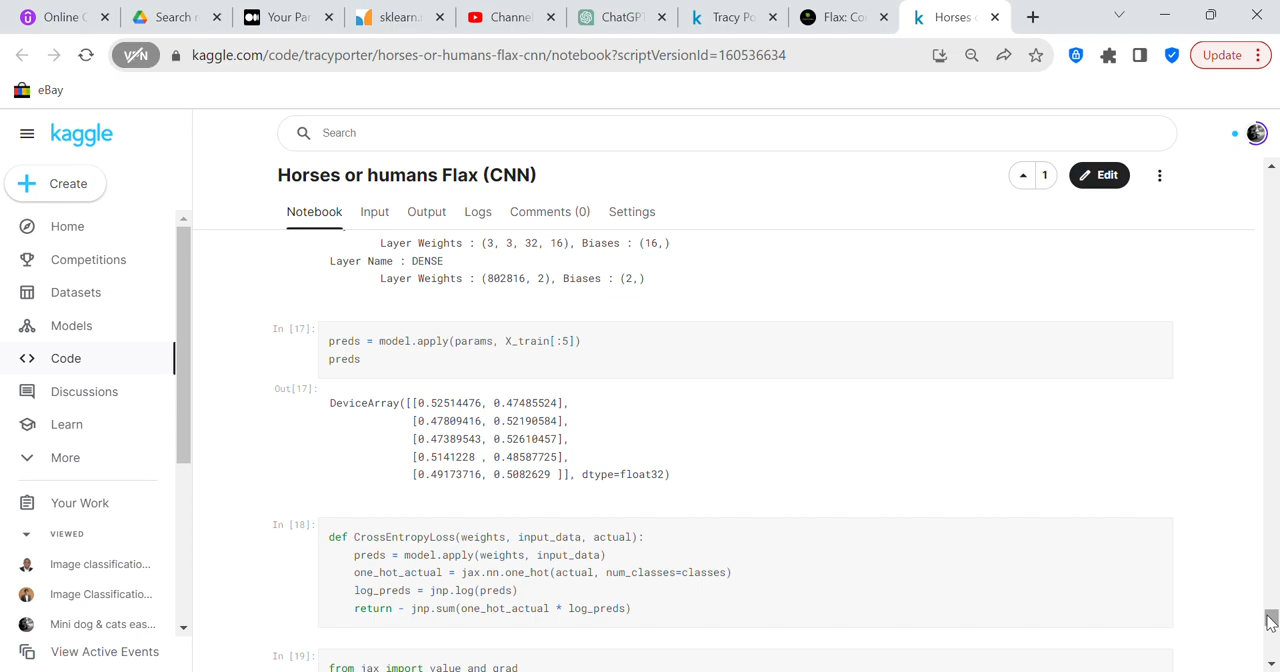 Online C
Search r
Your Par
sklearn.r
Channel
ChatGPT
Tracy Po
Flax: Co
Horses o
VPN
kaggle.com/code/tracyporter/horses-or-humans-flax-cnn/notebook?scriptVersionId=160536634
Update
eBay
kaggle
Search
Create
Horses or humans Flax (CNN)
1
Edit
Notebook
Input
Output
Logs
Comments (0)
Settings
Home
Competitions
Datasets
Models
Code
Discussions
Learn
More
Your Work
VIEWED
Image classificatio...
Image Classificatio...
Mini dog & cats eas...
View Active Events
Layer Weights : (3, 3, 32, 16), Biases : (16,)
Layer Name : DENSE
Layer Weights : (802816, 2), Biases : (2,)
In [17]:
preds = model.apply(params, X_train[:5])
preds
Out[17]:
DeviceArray([[0.52514476, 0.47485524],
[0.47809416, 0.52190584],
[0.47389543, 0.52610457],
[0.5141228 , 0.48587725],
[0.49173716, 0.5082629 ]], dtype=float32)
In [18]:
def CrossEntropyLoss(weights, input_data, actual):
preds = model.apply(weights, input_data)
one_hot_actual = jax.nn.one_hot(actual, num_classes=classes)
log_preds = jnp.log(preds)
return - jnp.sum(one_hot_actual * log_preds)
In [19]:
from jax import value_and_grad